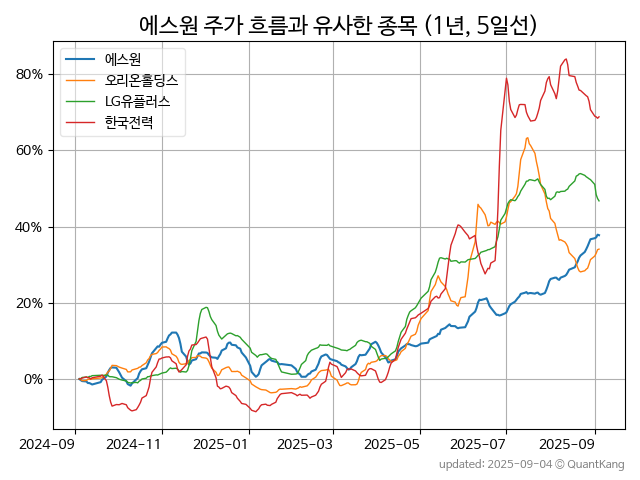 에스원 주가 흐름과 유사한 종목 (1년, 5일선)
에스원
오리온홀딩스
LG유플러스
한국전력
80%
60%
40%
20%
0%
2024-09 2024-11 2025-01 2025-03 2025-05 2025-07 2025-09
updated: 2025-09-04 © QuantKang